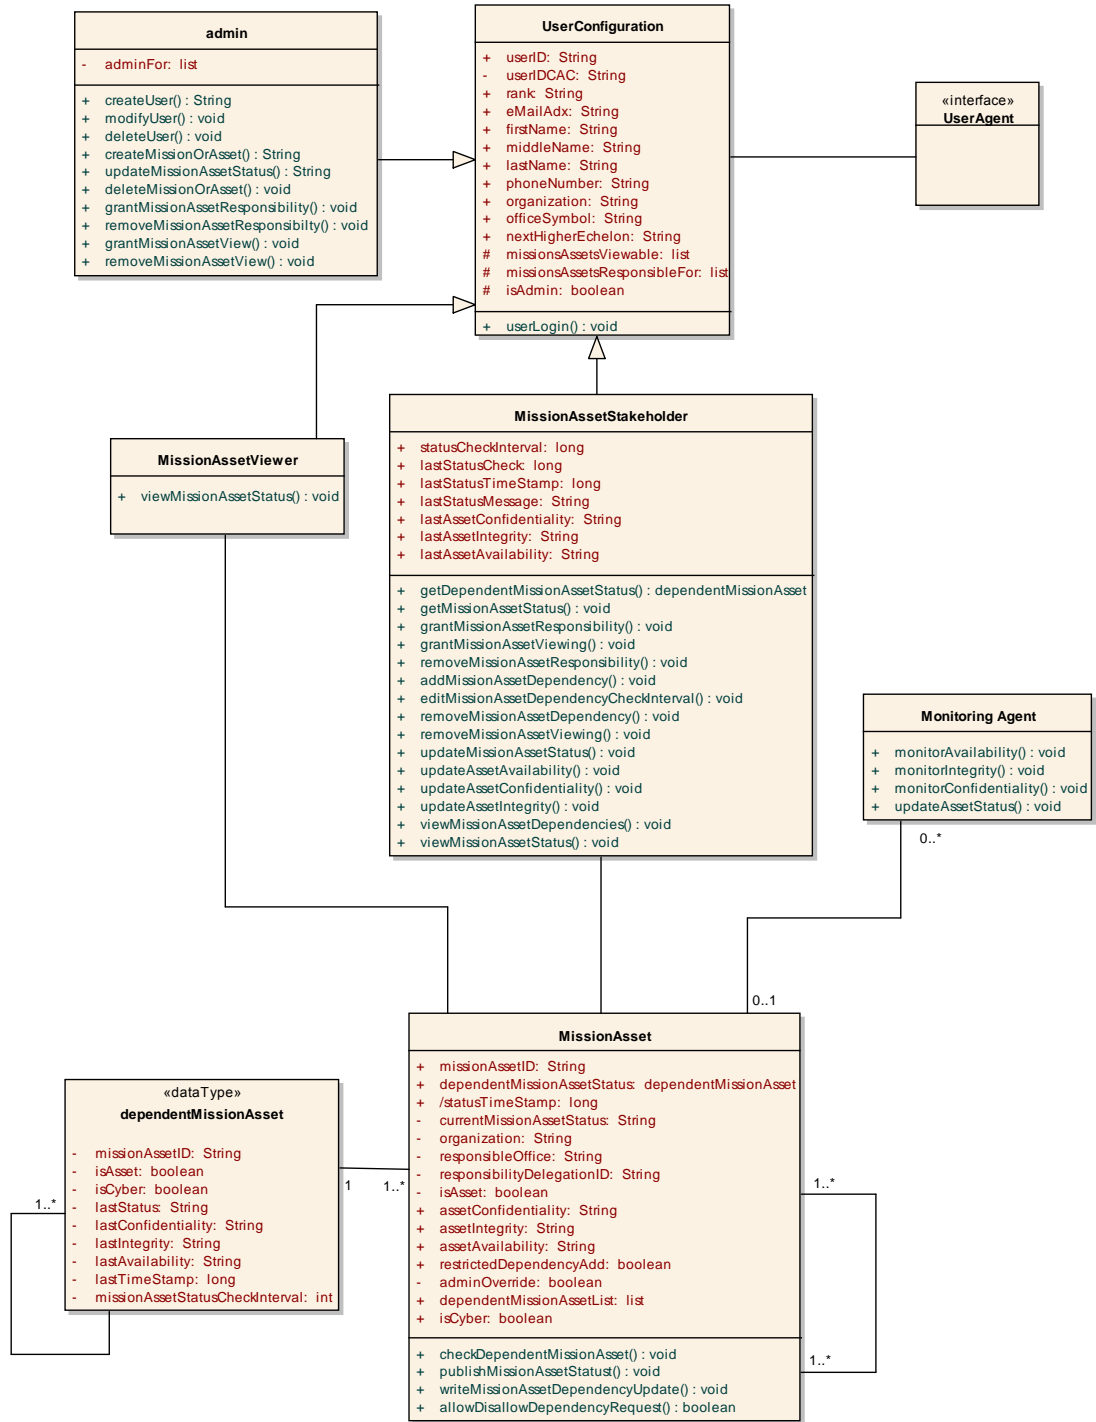 admin
- adminFor: list
+ createUser() : String
+ modifyUser() : void
+ deleteUser() : void
+ createMissionOrAsset() : String
+ updateMissionAssetStatus() : String
+ deleteMissionOrAsset() : void
+ grantMissionAssetResponsibility() : void
+ removeMissionAssetResponsibilty() : void
+ grantMissionAssetView() : void
+ removeMissionAssetView() : void
UserConfiguration
+ userID: String
- userIDCAC: String
+ rank: String
+ eMailAdx: String
+ firstName: String
+ middleName: String
+ lastName: String
+ phoneNumber: String
+ organization: String
+ officeSymbol: String
+ nextHigherEchelon: String
# missionsAssetsViewable: list
# missionsAssetsResponsibleFor: list
# isAdmin: boolean
+ userLogin() : void
«interface»
UserAgent
MissionAssetViewer
+ viewMissionAssetStatus() : void
MissionAssetStakeholder
+ statusCheckInterval: long
+ lastStatusCheck: long
+ lastStatusTimeStamp: long
+ lastStatusMessage: String
+ lastAssetConfidentiality: String
+ lastAssetIntegrity: String
+ lastAssetAvailability: String
+ getDependentMissionAssetStatus() : dependentMissionAsset
+ getMissionAssetStatus() : void
+ grantMissionAssetResponsibility() : void
+ grantMissionAssetViewing() : void
+ removeMissionAssetResponsibility() : void
+ addMissionAssetDependency() : void
+ editMissionAssetDependencyCheckInterval() : void
+ removeMissionAssetDependency() : void
+ removeMissionAssetViewing() : void
+ updateMissionAssetStatus() : void
+ updateAssetAvailability() : void
+ updateAssetConfidentiality() : void
+ updateAssetIntegrity() : void
+ viewMissionAssetDependencies() : void
+ viewMissionAssetStatus() : void
Monitoring Agent
+ monitorAvailability() : void
+ monitorIntegrity() : void
+ monitorConfidentiality() : void
+ updateAssetStatus() : void
0..*
0..1
«dataType»
dependentMissionAsset
- missionAssetID: String
- isAsset: boolean
- isCyber: boolean
- lastStatus: String
- lastConfidentiality: String
- lastIntegrity: String
- lastAvailability: String
- lastTimeStamp: long
- missionAssetStatusCheckInterval: int
1..*
1
1..*
MissionAsset
+ missionAssetID: String
+ dependentMissionAssetStatus: dependentMissionAsset
+ /statusTimeStamp: long
- currentMissionAssetStatus: String
- organization: String
- responsibleOffice: String
- responsibilityDelegationID: String
- isAsset: boolean
+ assetConfidentiality: String
+ assetIntegrity: String
+ assetAvailability: String
+ restrictedDependencyAdd: boolean
- adminOverride: boolean
+ dependentMissionAssetList: list
+ isCyber: boolean
+ checkDependentMissionAsset() : void
+ publishMissionAssetStatust() : void
+ writeMissionAssetDependencyUpdate() : void
+ allowDisallowDependencyRequest() : boolean
1..*
1..*